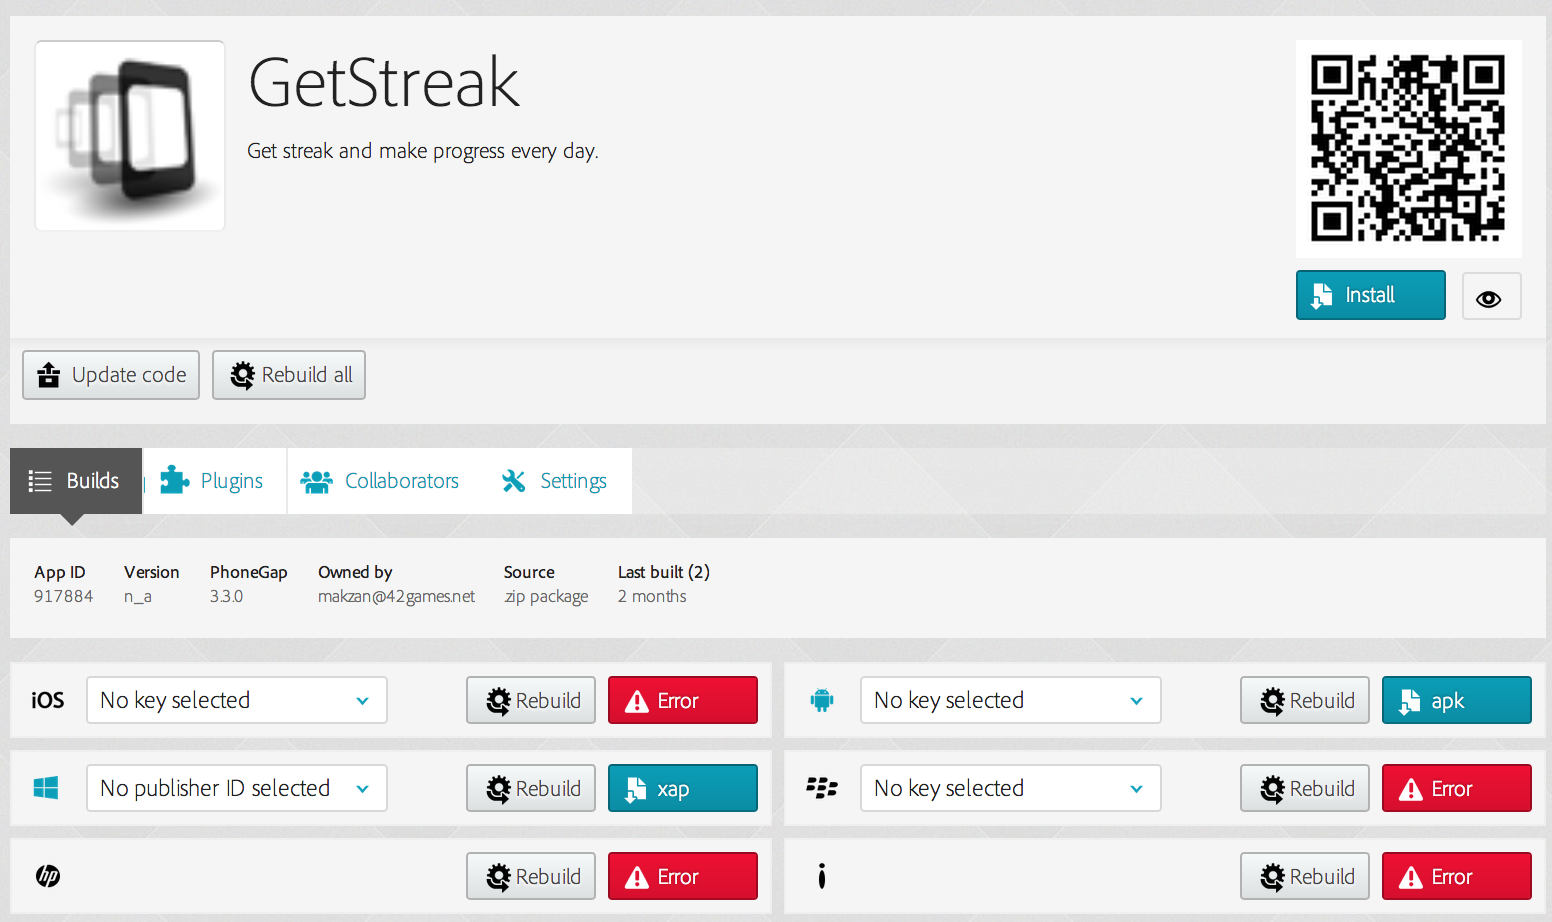 GetStreak
Get streak and make progress every day.
Install
Update code
Rebuild all
Builds
Plugins
Collaborators
Settings
App ID Version PhoneGap Owned by Source Last built (2)
917884 n_a 3.3.0 makzan@42games.net .zip package 2 months
iOS No key selected Rebuild Error
No key selected Rebuild apk
No publisher ID selected Rebuild xap
No key selected Rebuild Error
hp Rebuild Error
Rebuild Error